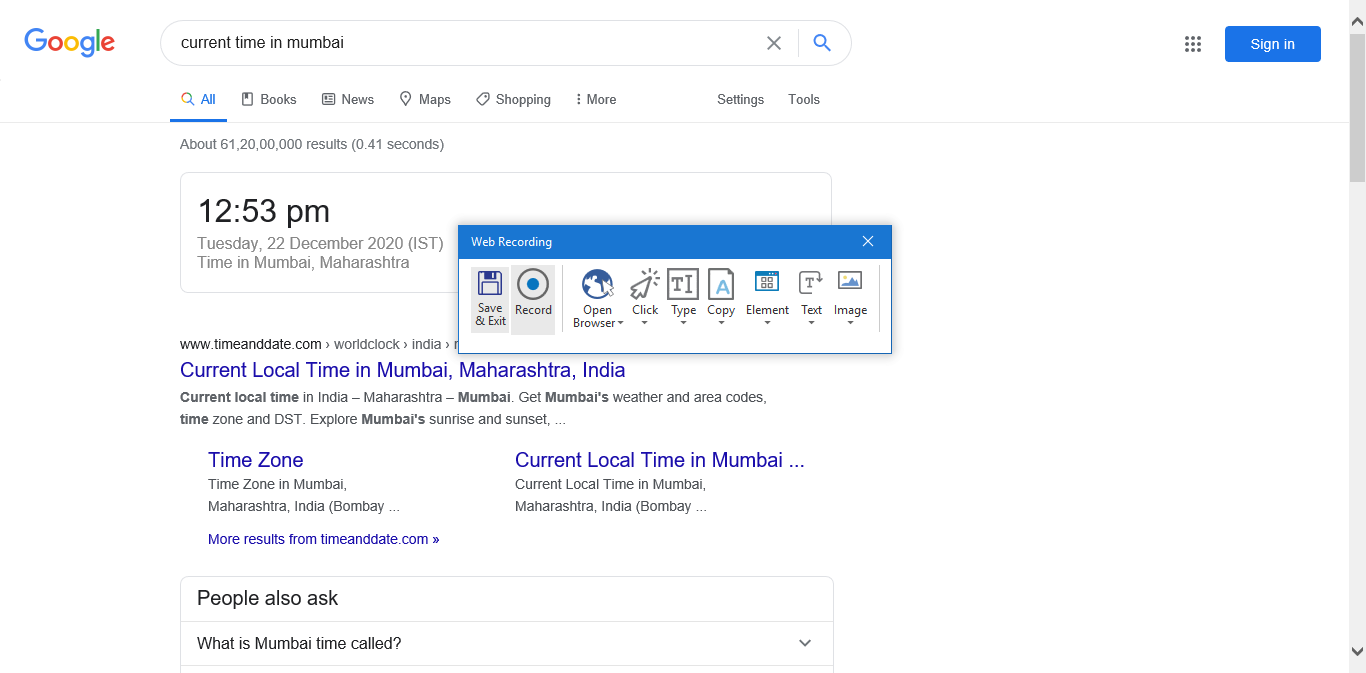 Google
current time in mumbai
Sign in
All Books News Maps Shopping More Settings Tools
About 61,20,00,000 results (0.41 seconds)
12:53 pm
Tuesday, 22 December 2020 (IST)
Time in Mumbai, Maharashtra
Web Recording
Save & Exit
Record
Open Browser
Click
Type
Copy
Element
Text
Image
www.timeanddate.com › worldclock › india ›
Current Local Time in Mumbai, Maharashtra, India
Current local time in India – Maharashtra – Mumbai. Get Mumbai's weather and area codes,
time zone and DST. Explore Mumbai's sunrise and sunset, ...
Time Zone
Time Zone in Mumbai,
Maharashtra, India (Bombay ...
Current Local Time in Mumbai ...
Current Local Time in Mumbai,
Maharashtra, India (Bombay ...
More results from timeanddate.com »
People also ask
What is Mumbai time called?